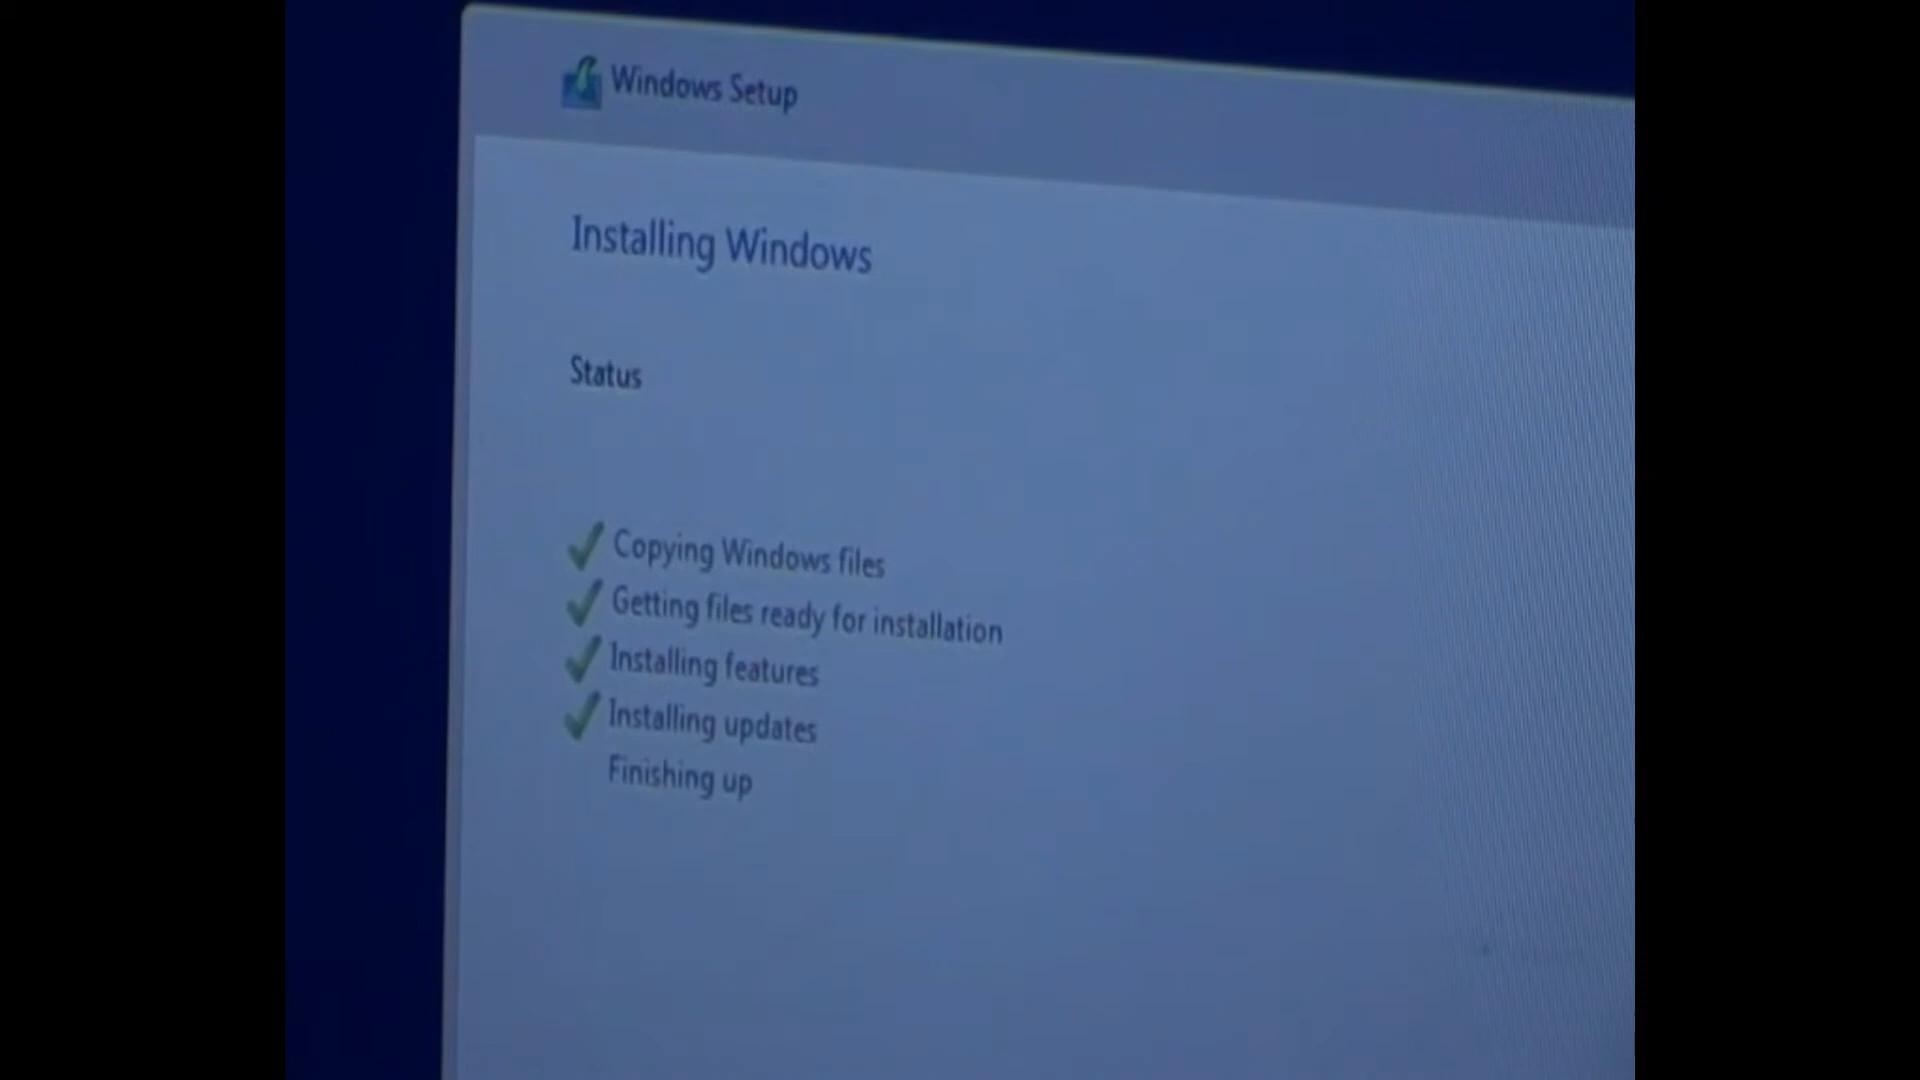 Windows Setup
Installing Windows
Status
Copying Windows files
Getting files ready for installation
Installing features
Installing updates
Finishing up